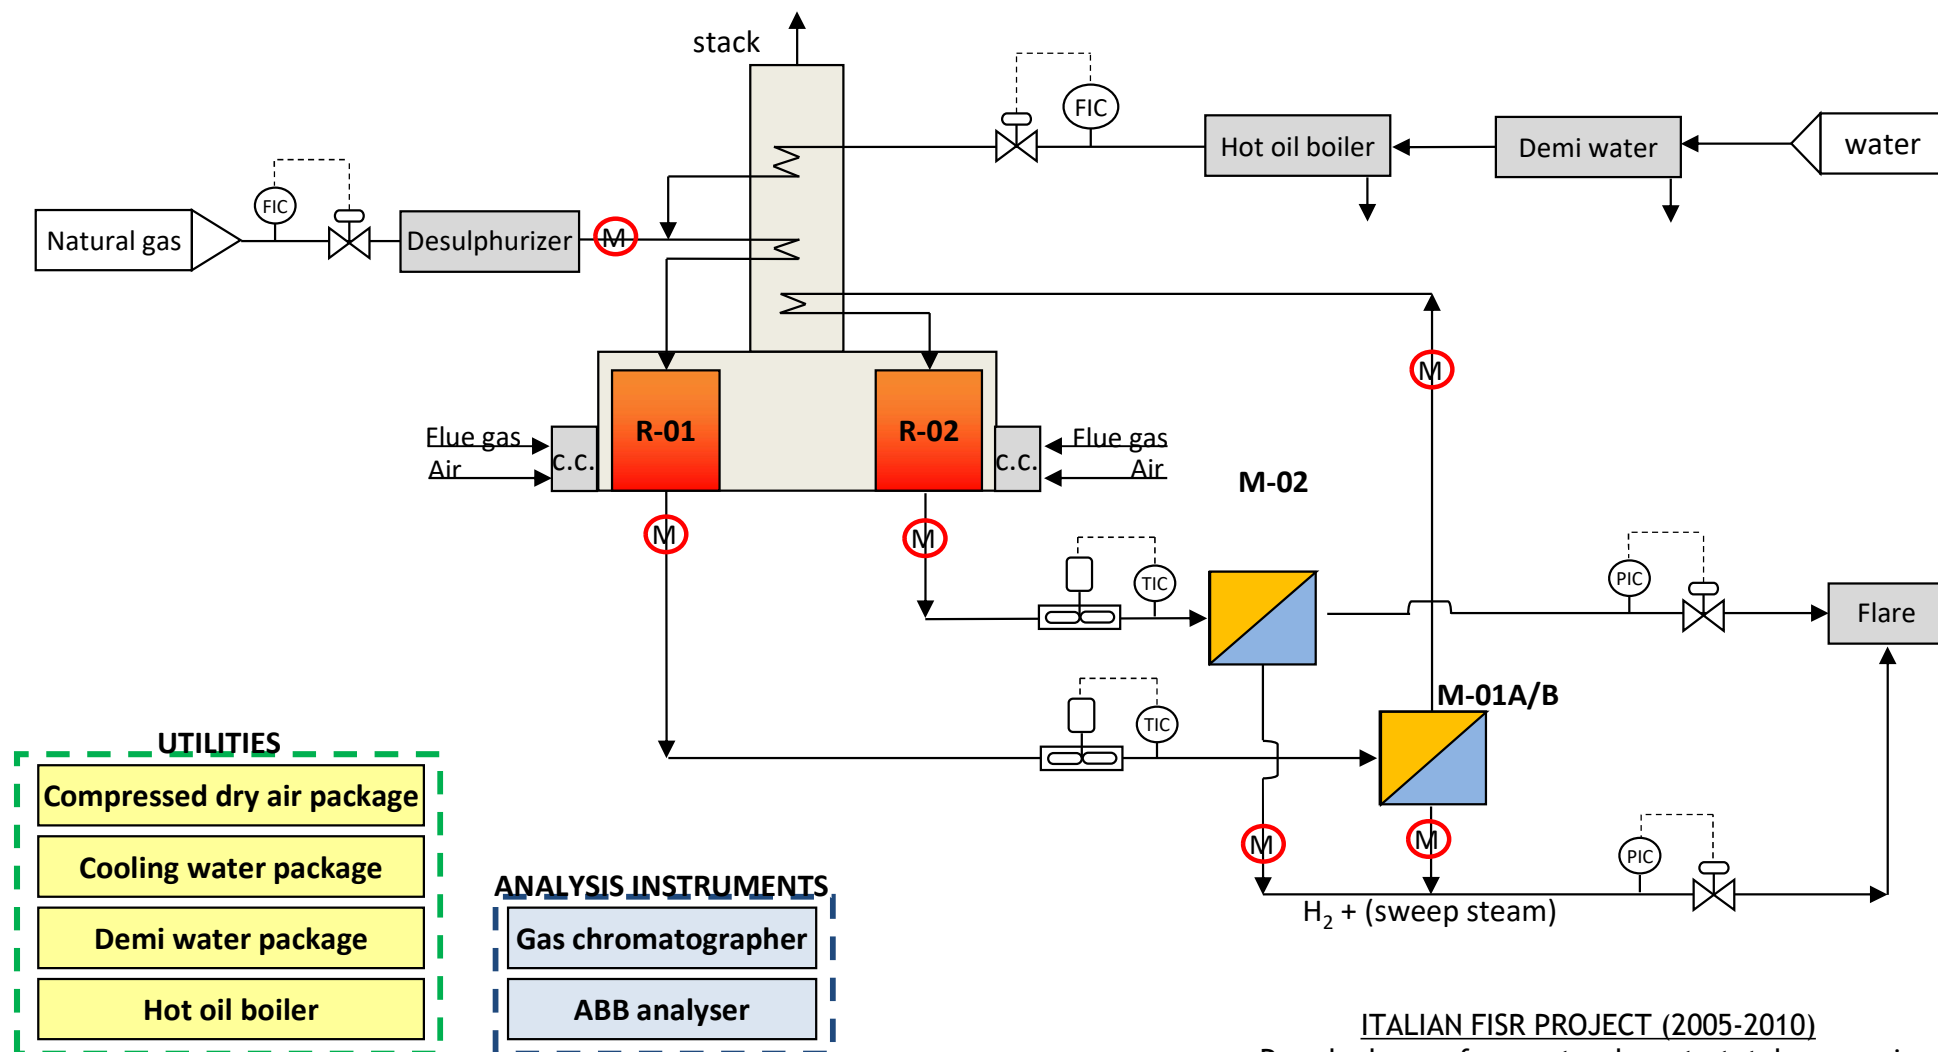 stack
FIC
Hot oil boiler
Demi water
water
FIC
Natural gas
Desulphurizer
M
M
R-01
R-02
Flue gas
Air
c.c.
c.c.
Flue gas
Air
M-02
M
M
TIC
PIC
Flare
M-01A/B
TIC
UTILITIES
Compressed dry air package
Cooling water package
Demi water package
Hot oil boiler
M
M
PIC
ANALYSIS INSTRUMENTS
Gas chromatographer
ABB analyser
H2 + (sweep steam)
ITALIAN FISR PROJECT (2005-2010)